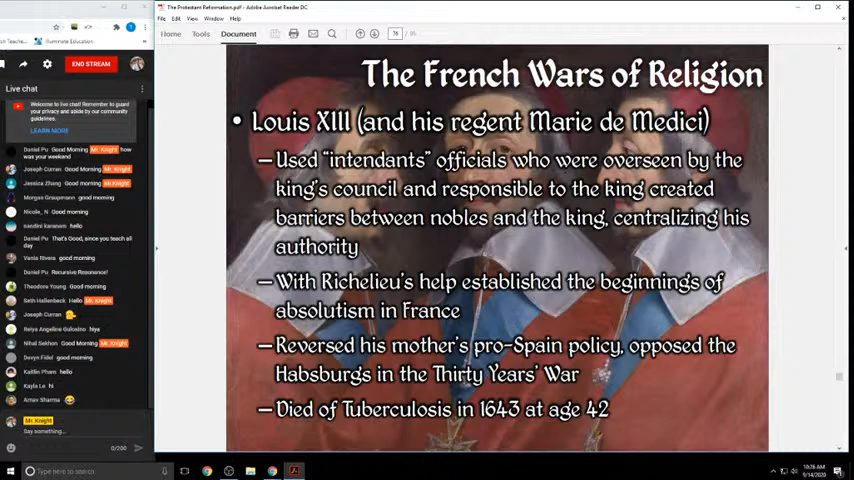 The Protestant Reformation.pdf - Adobe Acrobat Reader DC
File Edit View Window Help
Home Tools Document
76
Illuminate Education
END STREAM
Live chat
Welcome to live chat! Remember to guard
your privacy and abide by our community
guidelines.
LEARN MORE
Daniel Pu Good Morning Mr. Knight how
was your weekend
Joseph Curran Good Morning Mr. Knight
Jessica Zhang Good morning Mr. Knight
Morgan Graupmann good morning
Nicole_N Good morning
nandini karanam hello
Daniel Pu That's Good, since you teach all
day
Vania Rivera good morning
Daniel Pu Recursive Resonance!
Theodore Young Good morning
Seth Hallenbeck Hello Mr. Knight
Joseph Curran
Reiya Angeline Gulosino hiya
Nihal Sekhon Good Morning Mr. Knight
Devyn Fidel good morning
Kaitlin Pham hello
Kayla Le hi
Arnav Sharma
Mr. Knight
Say something...
0/200
The French Wars of Religion
• Louis XIII (and his regent Marie de Medici)
– Used “intendants” officials who were overseen by the
king's council and responsible to the king created
barriers between nobles and the king, centralizing his
authority
– With Richelieu's help established the beginnings of
absolutism in France
– Reversed his mother's pro-Spain policy, opposed the
Habsburgs in the Thirty Years' War
– Died of Tuberculosis in 1643 at age 42
Type here to search
10:26 AM
9/14/2020